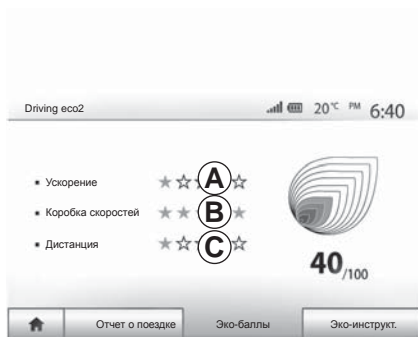 Driving eco2 20°C PM 6:40
Ускорение A
Коробка скоростей B
Дистанция C
40/100
Отчет о поездке Эко-баллы Эко-инструкт.